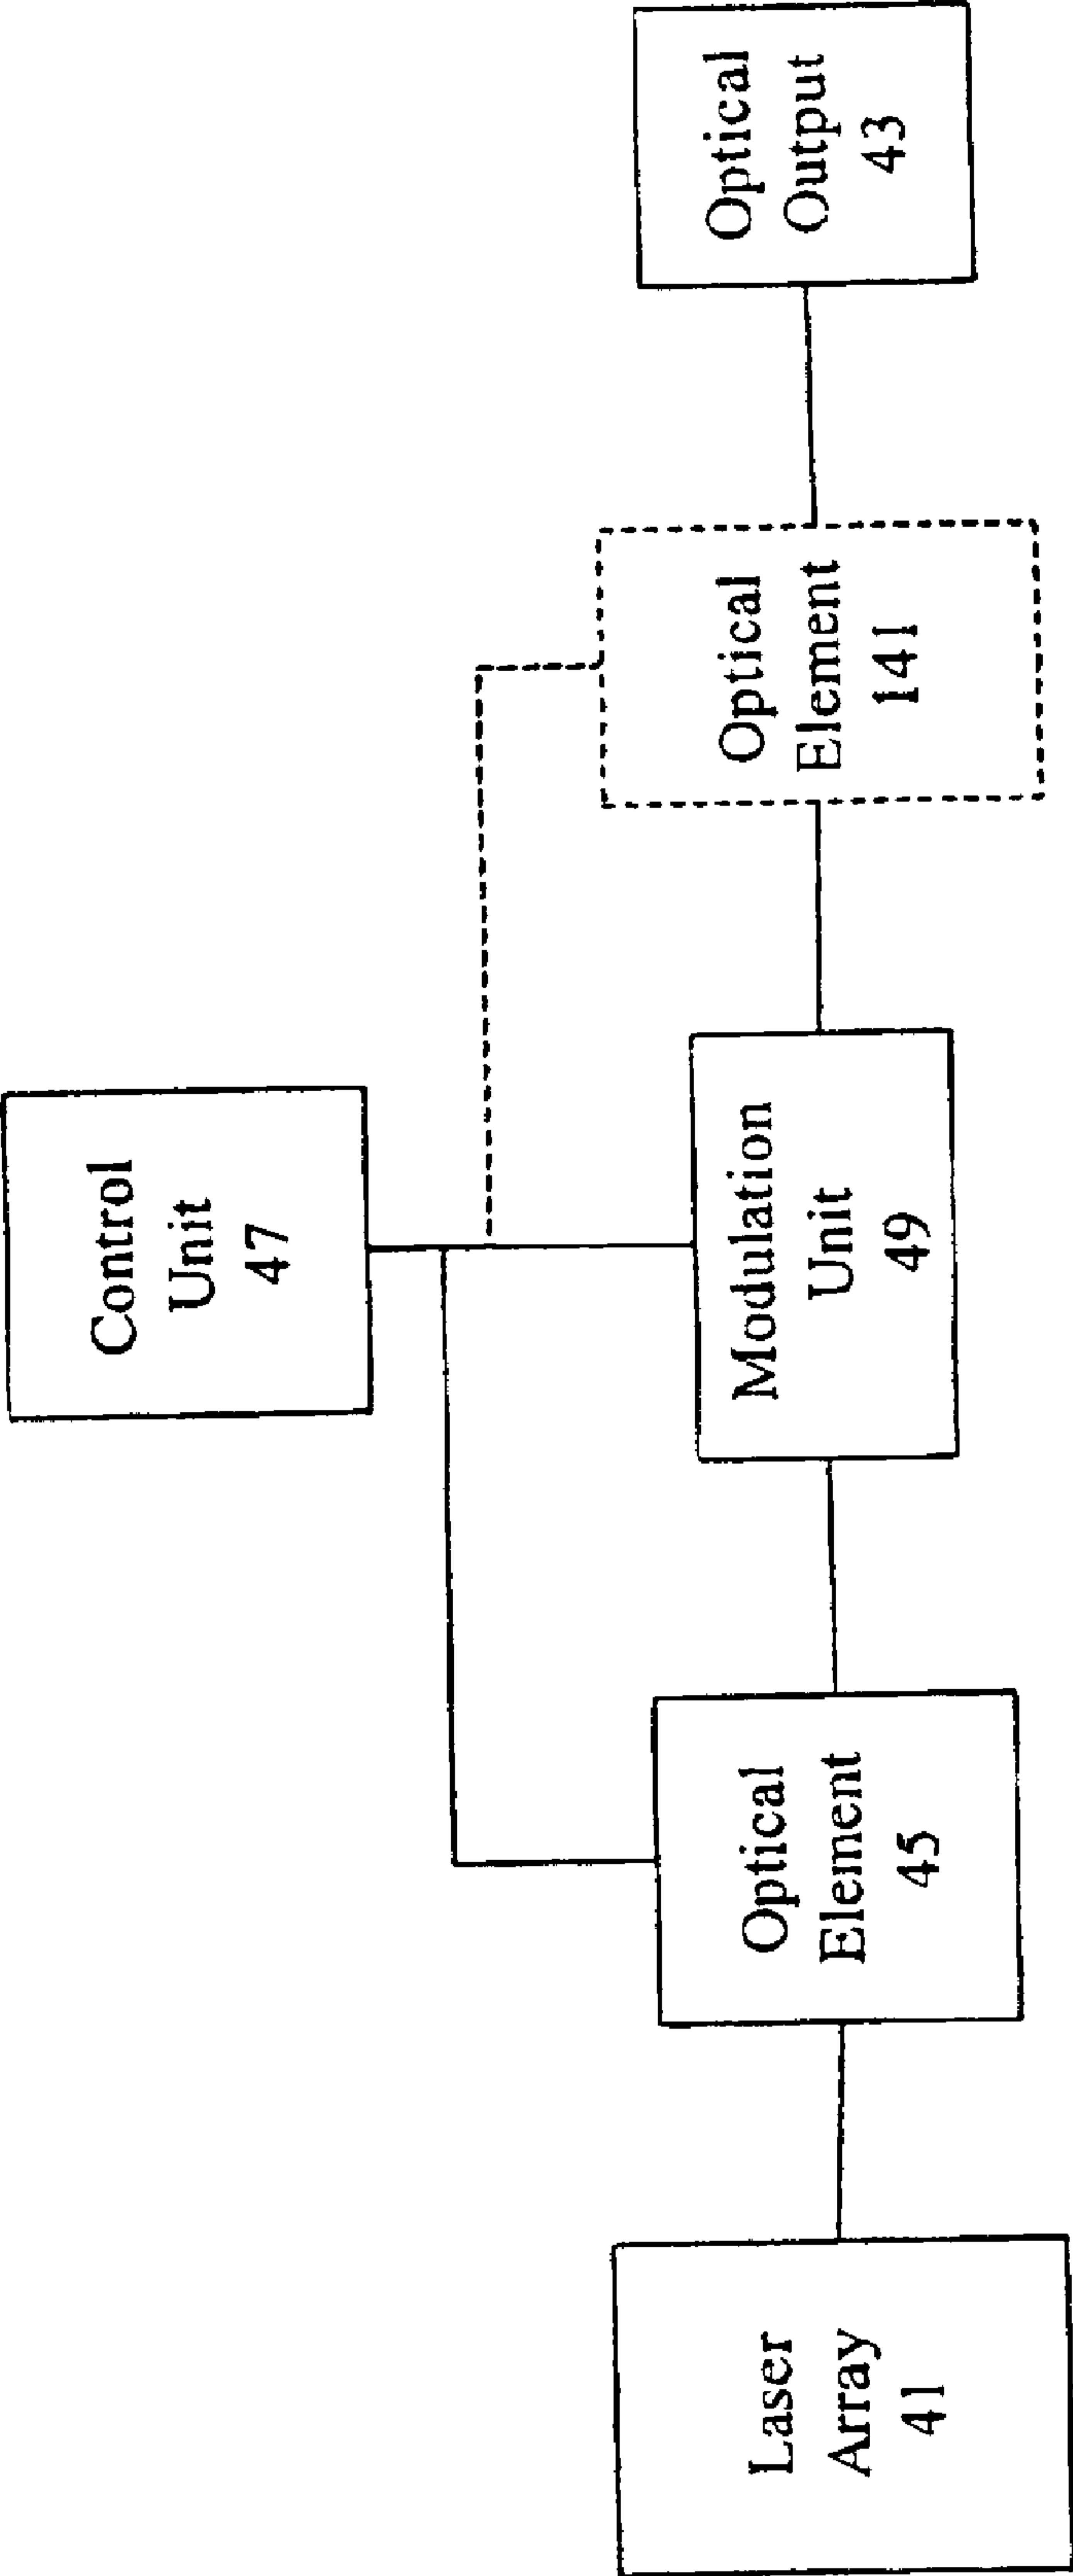 Control
Unit
47
Laser
Array
41
Optical
Element
45
Modulation
Unit
49
Optical
Element
141
Optical
Output
43